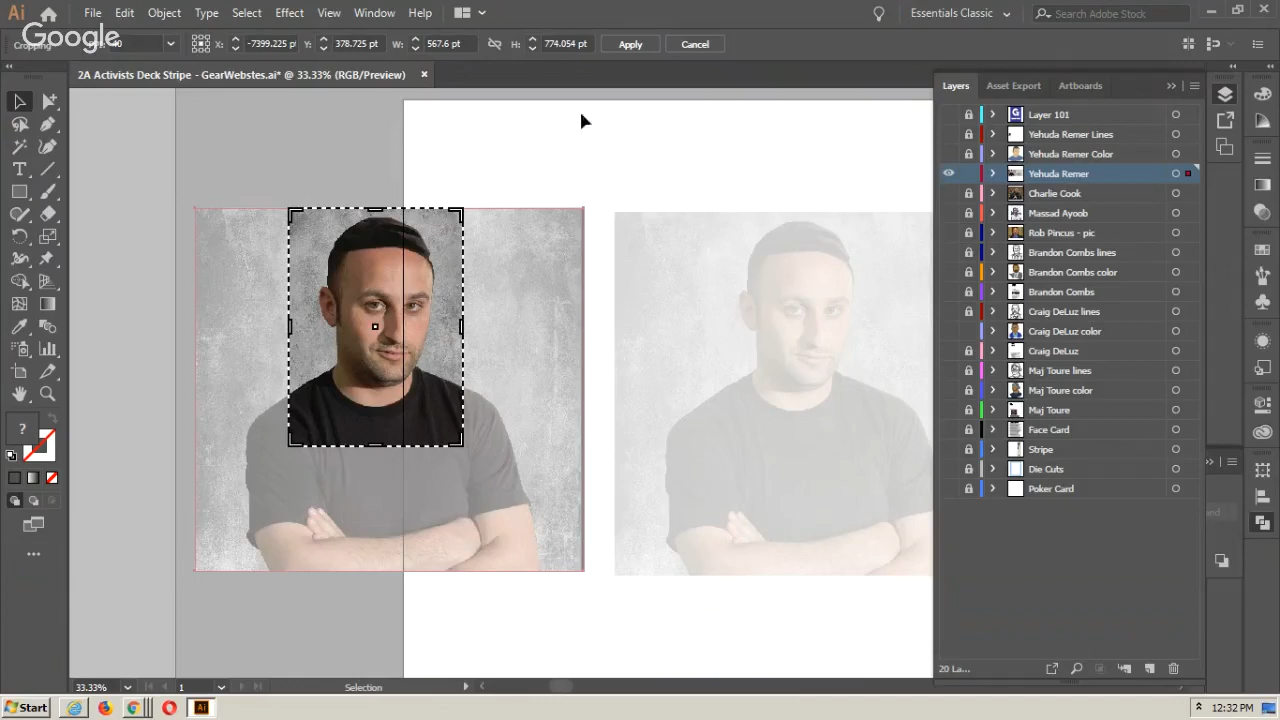 Ai File Edit Object Type Select Effect View Window Help Essentials Classic Search Adobe Stock
Google
Cropping 40 X: -7399.225 pt Y: 378.725 pt W: 567.6 pt H: 774.054 pt Apply Cancel
2A Activists Deck Stripe - GearWebstes.ai* @ 33.33% (RGB/Preview)
Layers Asset Export Artboards
Layer 101
Yehuda Remer Lines
Yehuda Remer Color
Yehuda Remer
Charlie Cook
Massad Ayoob
Rob Pincus - pic
Brandon Combs lines
Brandon Combs color
Brandon Combs
Craig DeLuz lines
Craig DeLuz color
Craig DeLuz
Maj Toure lines
Maj Toure color
Maj Toure
Face Card
Stripe
Die Cuts
Poker Card
20 La...
33.33% 1 Selection
Start Ai 12:32 PM